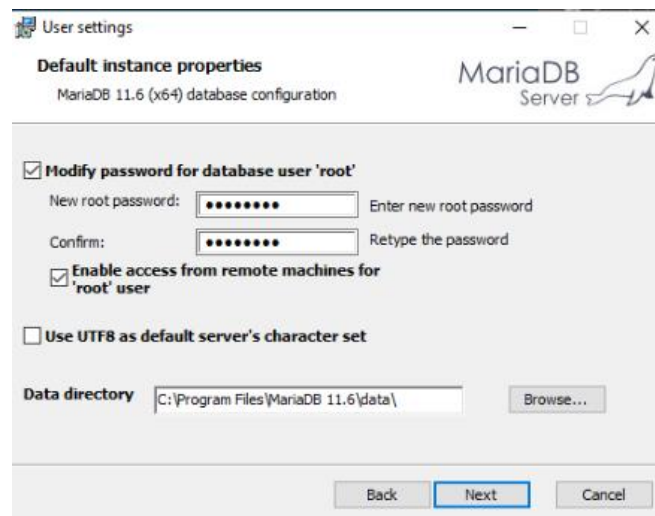 User settings
Default instance properties
MariaDB 11.6 (x64) database configuration
MariaDB
Server
Modify password for database user 'root'
New root password: ●●●●●●●● Enter new root password
Confirm: ●●●●●●●● Retype the password
Enable access from remote machines for
'root' user
Use UTF8 as default server's character set
Data directory C:\Program Files\MariaDB 11.6\data\ Browse...
Back Next Cancel